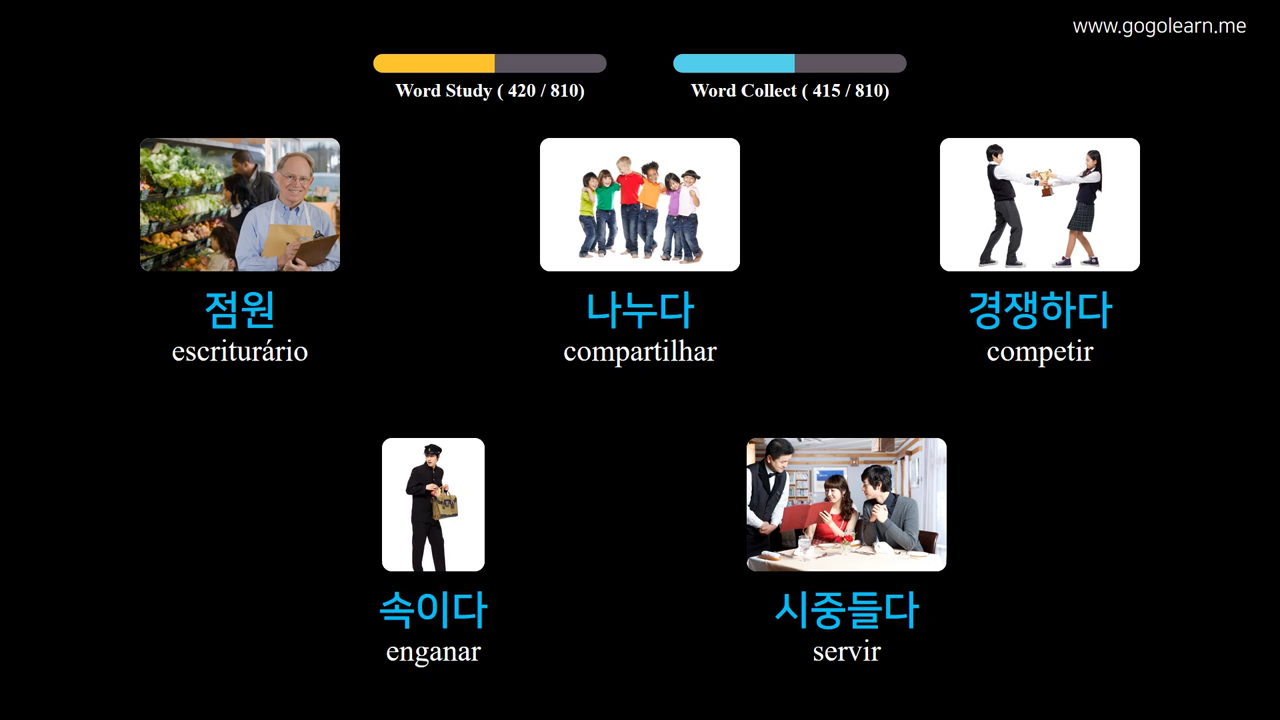 www.gogolearn.me
Word Study ( 420 / 810)
Word Collect ( 415 / 810)
점원
escriturário
나누다
compartilhar
경쟁하다
competir
속이다
enganar
시중들다
servir